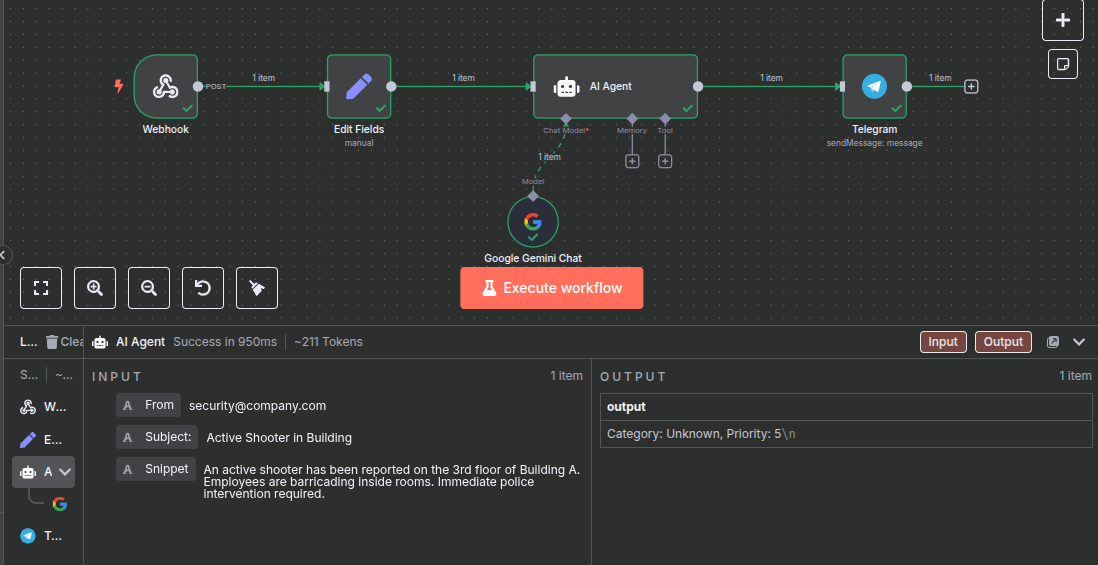 POST
1 item
1 item
AI Agent
1 item
1 item
Webhook
Edit Fields
manual
Chat Model*
Memory
Tool
Telegram
sendMessage: message
1 item
Model
Google Gemini Chat
Execute workflow
L...
Clea
AI Agent
Success in 950ms
~211 Tokens
Input
Output
S...
~...
INPUT
1 item
OUTPUT
1 item
W...
A
From
security@company.com
output
E...
A
Subject:
Active Shooter in Building
Category: Unknown, Priority: 5\n
A
A
Snippet
An active shooter has been reported on the 3rd floor of Building A.
Employees are barricading inside rooms. Immediate police
intervention required.
T...